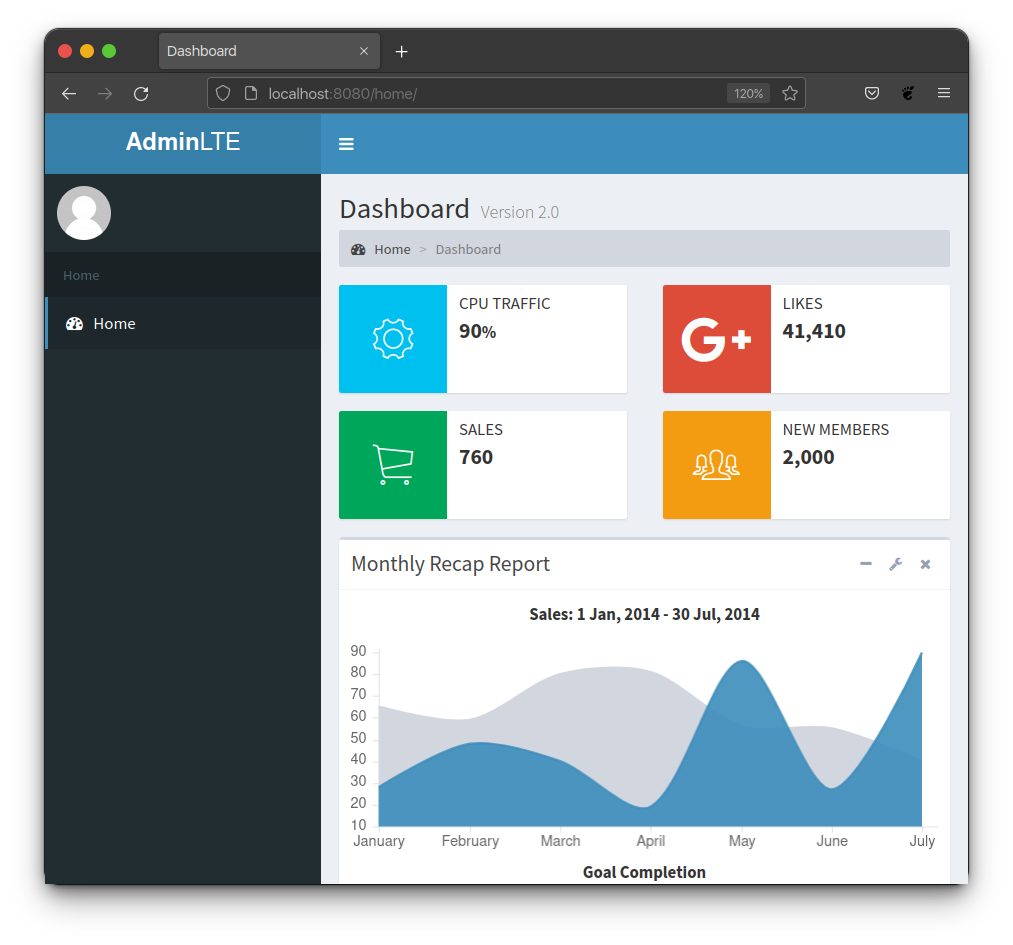 Dashboard
localhost:8080/home/
120%
AdminLTE
Home
Home
Dashboard Version 2.0
Home > Dashboard
CPU TRAFFIC
90%
G+
LIKES
41,410
SALES
760
NEW MEMBERS
2,000
Monthly Recap Report
Sales: 1 Jan, 2014 - 30 Jul, 2014
90
80
70
60
50
40
30
20
10
January February March April May June July
Goal Completion